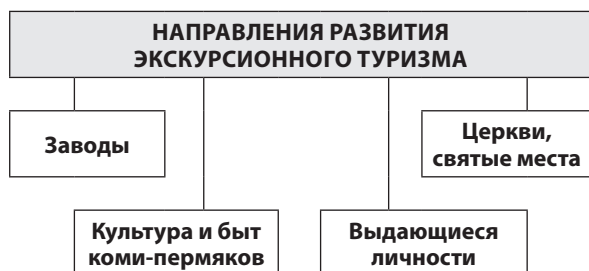 НАПРАВЛЕНИЯ РАЗВИТИЯ
ЭКСКУРСИОННОГО ТУРИЗМА
Заводы
Церкви,
святые места
Культура и быт
коми-пермяков
Выдающиеся
личности